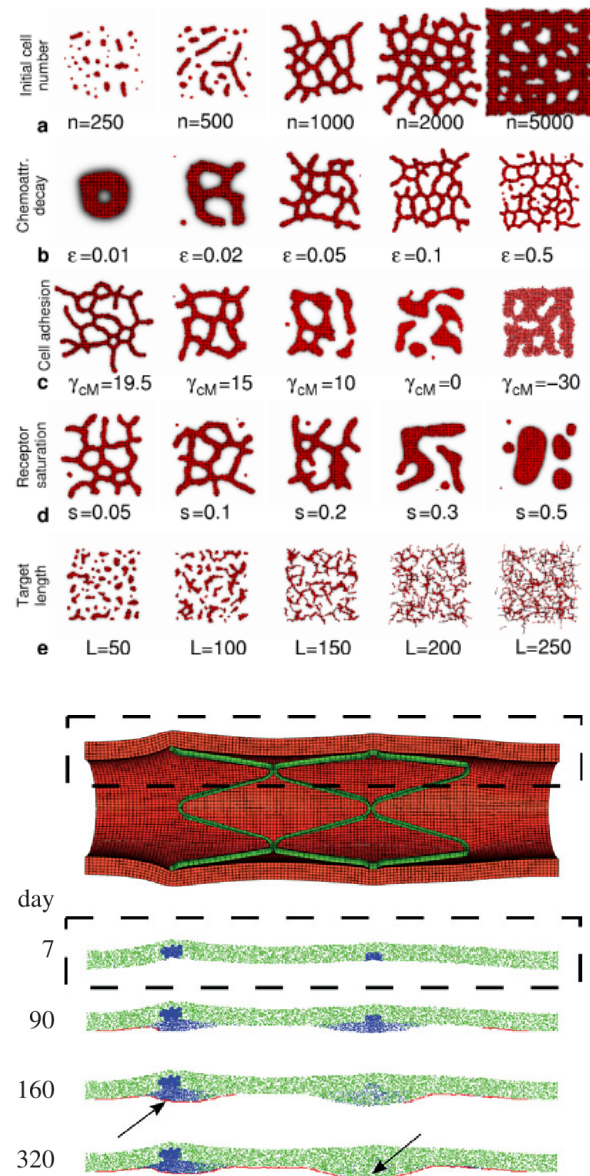 Initial cell
number
a n=250 n=500 n=1000 n=2000 n=5000
Chemoattr.
decay
b ε=0.01 ε=0.02 ε=0.05 ε=0.1 ε=0.5
Cell adhesion
c γcM=19.5 γcM=15 γcM=10 γcM=0 γcM=−30
Receptor
saturation
d s=0.05 s=0.1 s=0.2 s=0.3 s=0.5
Target
length
e L=50 L=100 L=150 L=200 L=250
day
7
90
160
320